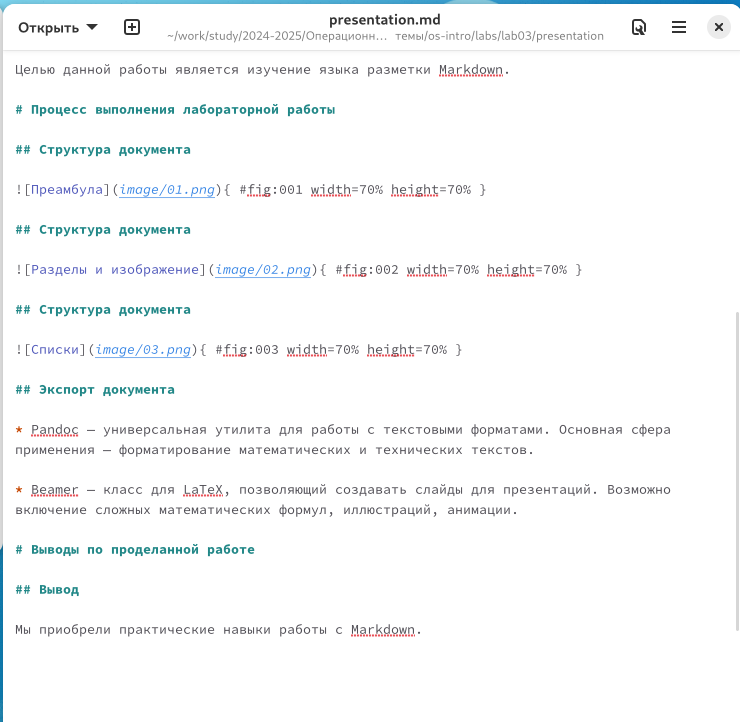 Открыть
presentation.md
~/work/study/2024-2025/Операционн… темы/os-intro/labs/lab03/presentation
Целью данной работы является изучение языка разметки Markdown.
# Процесс выполнения лабораторной работы
## Структура документа
![Преамбула](image/01.png){ #fig:001 width=70% height=70% }
## Структура документа
![Разделы и изображение](image/02.png){ #fig:002 width=70% height=70% }
## Структура документа
![Списки](image/03.png){ #fig:003 width=70% height=70% }
## Экспорт документа
* Pandoc — универсальная утилита для работы с текстовыми форматами. Основная сфера
применения — форматирование математических и технических текстов.
* Beamer — класс для LaTeX, позволяющий создавать слайды для презентаций. Возможно
включение сложных математических формул, иллюстраций, анимации.
# Выводы по проделанной работе
## Вывод
Мы приобрели практические навыки работы с Markdown.